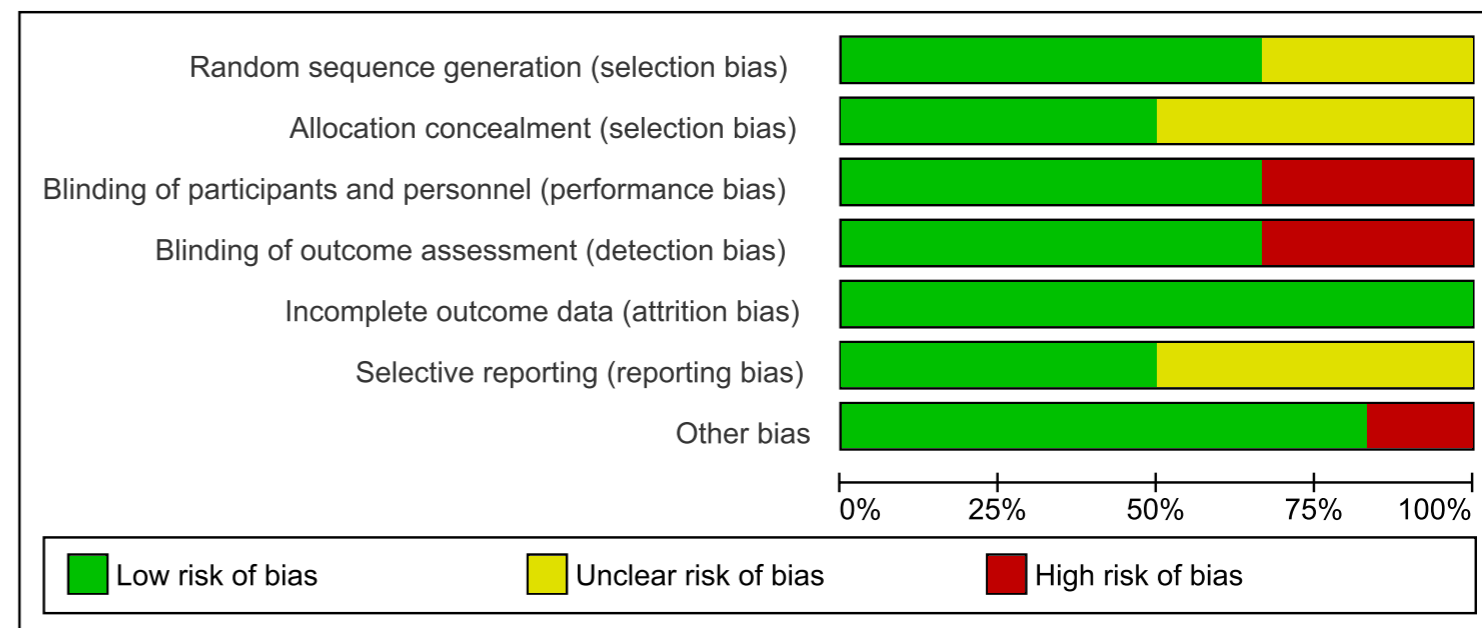 Random sequence generation (selection bias)
Allocation concealment (selection bias)
Blinding of participants and personnel (performance bias)
Blinding of outcome assessment (detection bias)
Incomplete outcome data (attrition bias)
Selective reporting (reporting bias)
Other bias
0% 25% 50% 75% 100%
Low risk of bias Unclear risk of bias High risk of bias